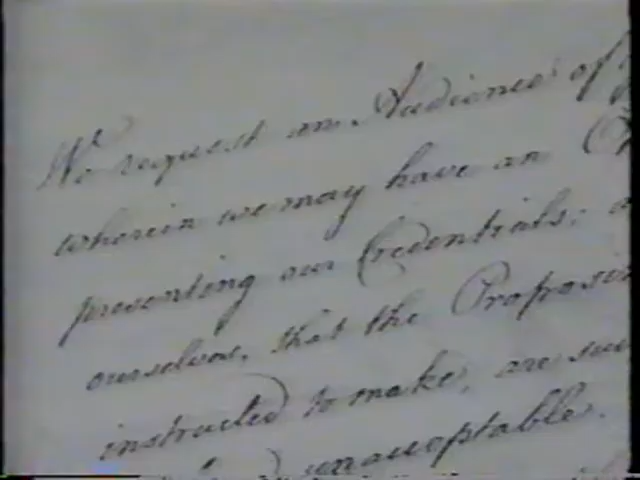 We request an Audience of
wherein we may have an
presenting our Credentials;
ourselves, that the
instructed to make, are
unacceptable.